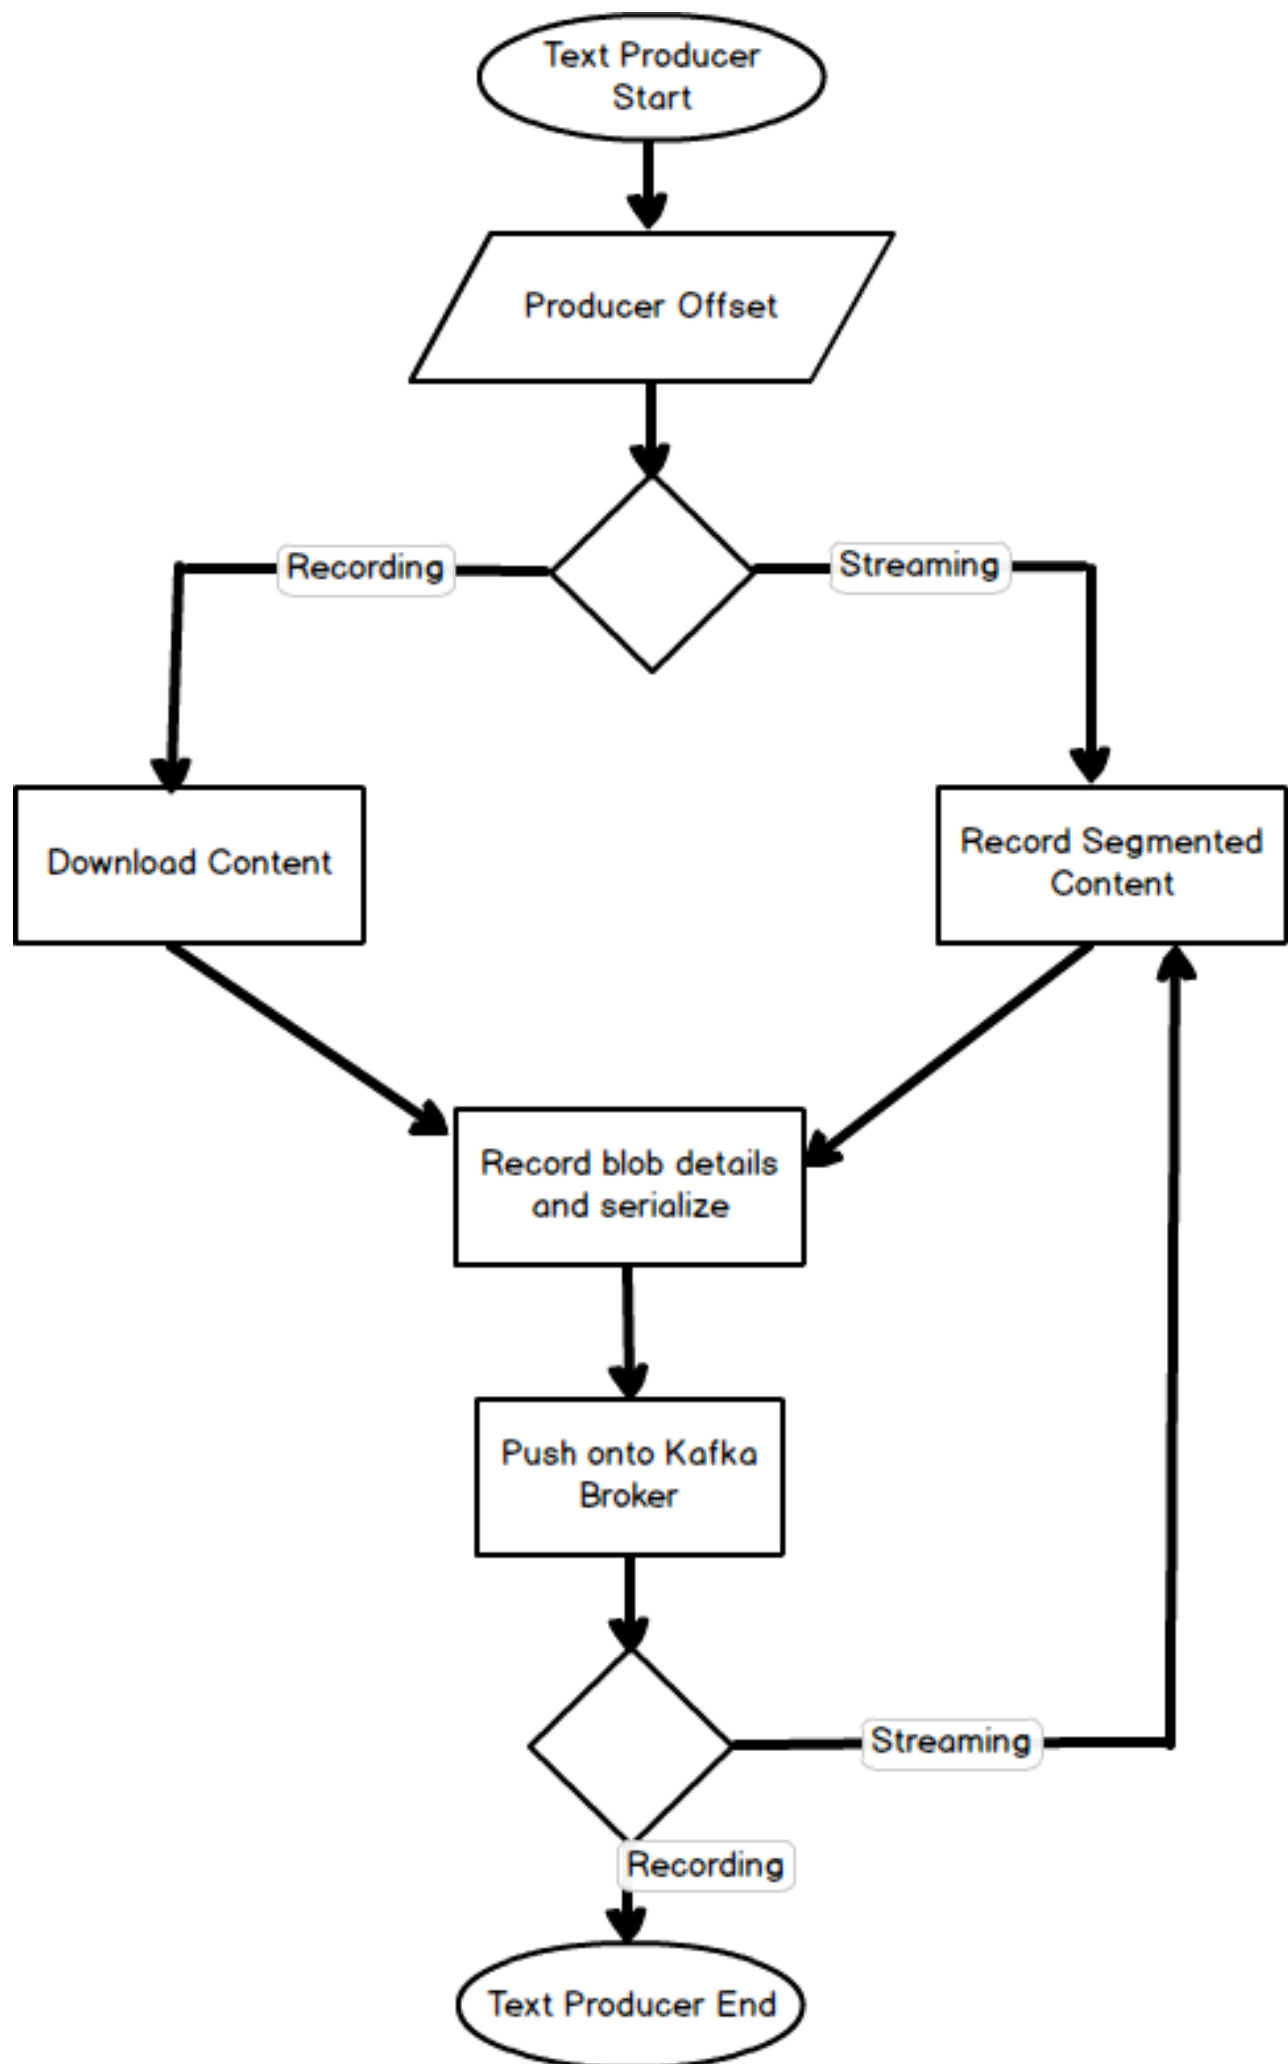 Text Producer
Start
Producer Offset
Recording
Streaming
Download Content
Record Segmented
Content
Record blob details
and serialize
Push onto Kafka
Broker
Streaming
Recording
Text Producer End